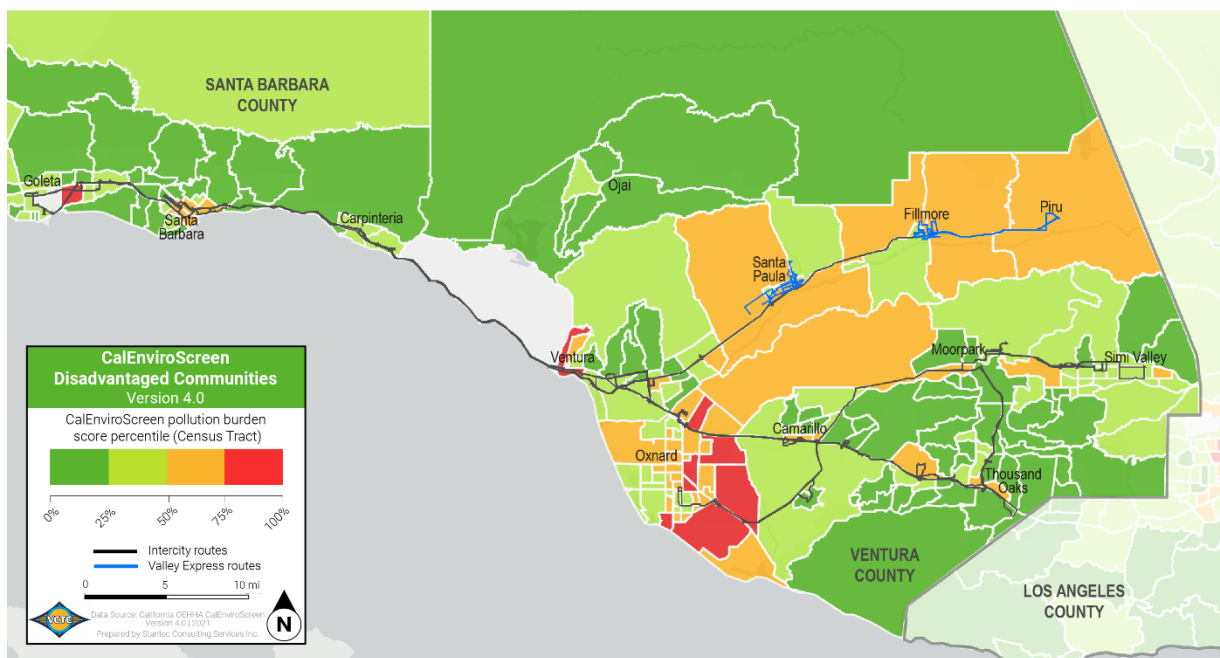 SANTA BARBARA
COUNTY
Goleta
Santa
Barbara
Carpinteria
Ojai
Fillmore
Piru
Santa
Paula
Ventura
Moorpark
Simi Valley
Camarillo
Oxnard
Thousand
Oaks
VENTURA
COUNTY
LOS ANGELES
COUNTY
CalEnviroScreen
Disadvantaged Communities
Version 4.0
CalEnviroScreen pollution burden
score percentile (Census Tract)
0% 25% 50% 75% 100%
Intercity routes
Valley Express routes
0 5 10 mi
VCTC
Data Source: California OEHHA CalEnviroScreen
Version 4.0 | 2021
Prepared by Stantec Consulting Services Inc.
N